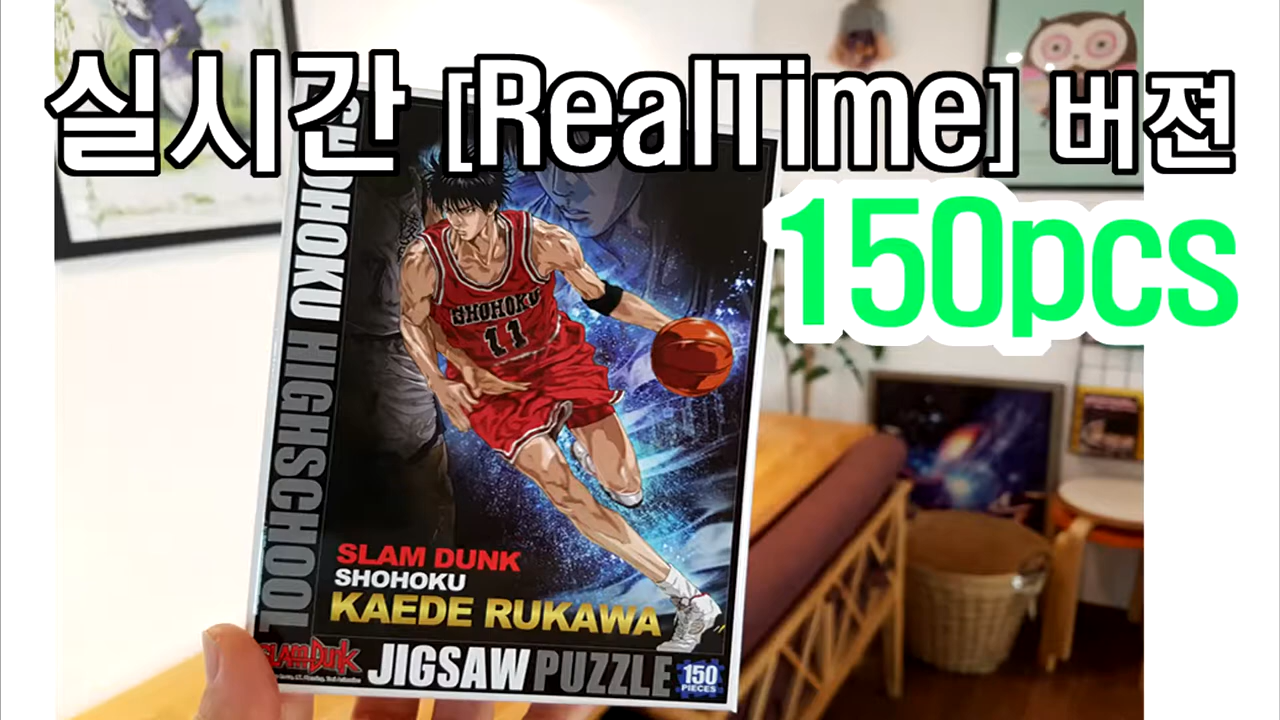 실시간 [RealTime] 버젼
150pcs
SHOHOKU HIGHSCHOOL
SHOHOKU
11
SLAM DUNK
SHOHOKU
KAEDE RUKAWA
SLAM DUNK
JIGSAW PUZZLE
150
PIECES